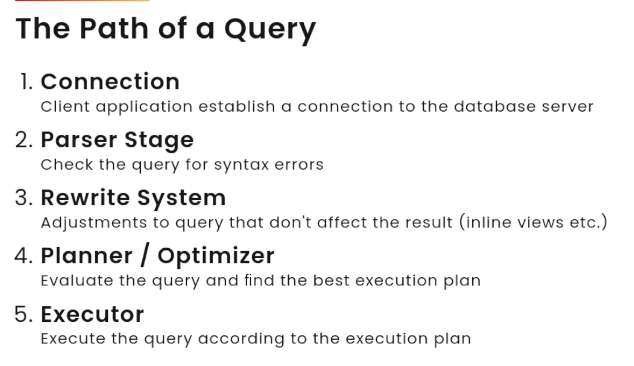 The Path of a Query
1. Connection
Client application establish a connection to the database server
2. Parser Stage
Check the query for syntax errors
3. Rewrite System
Adjustments to query that don't affect the result (inline views etc.)
4. Planner / Optimizer
Evaluate the query and find the best execution plan
5. Executor
Execute the query according to the execution plan